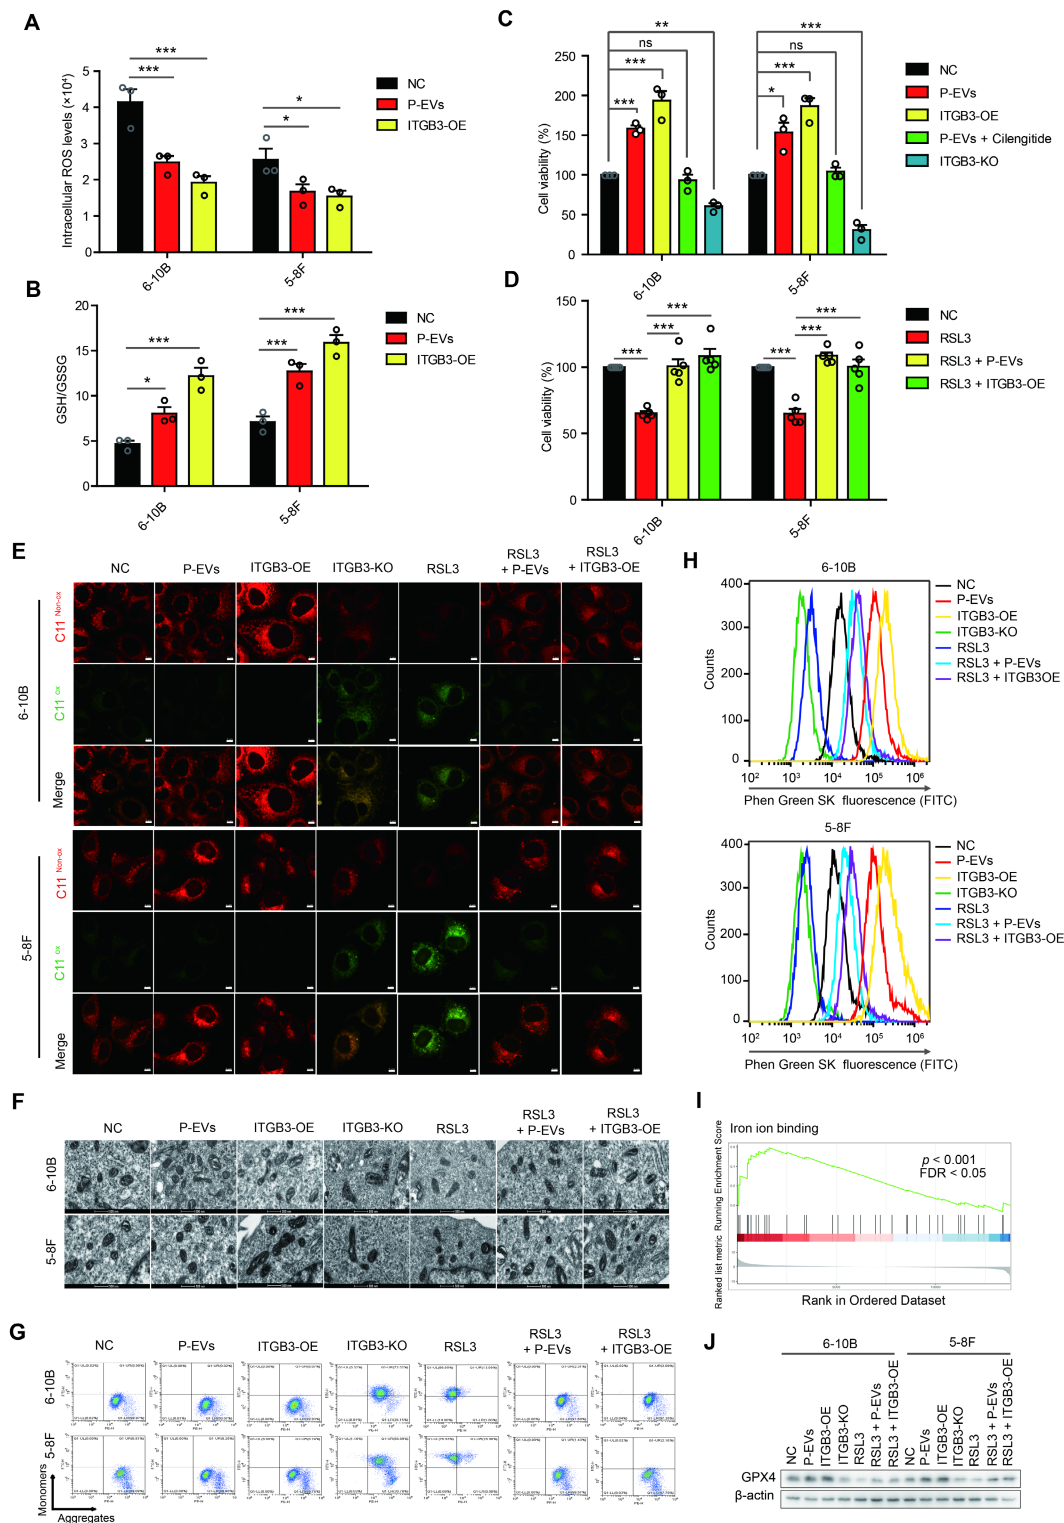 A
Intracellular ROS levels (×10⁴)
5
4
3
2
1
0
***
***
*
*
6-10B
5-8F
NC
P-EVs
ITGB3-OE
B
GSH/GSSG
20
15
10
5
0
***
*
***
***
6-10B
5-8F
NC
P-EVs
ITGB3-OE
C
Cell viability (%)
250
200
150
100
50
0
**
ns
***
***
***
ns
***
*
6-10B
5-8F
NC
P-EVs
ITGB3-OE
P-EVs + Cilengitide
ITGB3-KO
D
Cell viability (%)
150
100
50
0
***
***
***
***
***
***
6-10B
5-8F
NC
RSL3
RSL3 + P-EVs
RSL3 + ITGB3-OE
E
NC
P-EVs
ITGB3-OE
ITGB3-KO
RSL3
RSL3
+ P-EVs
RSL3
+ ITGB3-OE
6-10B
C11 Non-ox
C11 ox
Merge
5-8F
C11 Non-ox
C11 ox
Merge
H
6-10B
Counts
400
300
200
100
0
10²
10³
10⁴
10⁵
10⁶
Phen Green SK fluorescence (FITC)
NC
P-EVs
ITGB3-OE
ITGB3-KO
RSL3
RSL3 + P-EVs
RSL3 + ITGB3OE
5-8F
Counts
400
300
200
100
0
10²
10³
10⁴
10⁵
10⁶
Phen Green SK fluorescence (FITC)
NC
P-EVs
ITGB3-OE
ITGB3-KO
RSL3
RSL3 + P-EVs
RSL3 + ITGB3-OE
F
NC
P-EVs
ITGB3-OE
ITGB3-KO
RSL3
RSL3
+ P-EVs
RSL3
+ ITGB3-OE
6-10B
5-8F
I
Iron ion binding
p < 0.001
FDR < 0.05
Running Enrichment Score
Ranked list metric
Rank in Ordered Dataset
G
NC
P-EVs
ITGB3-OE
ITGB3-KO
RSL3
RSL3
+ P-EVs
RSL3
+ ITGB3-OE
6-10B
5-8F
Monomers
Aggregates
J
6-10B
5-8F
NC
P-EVs
ITGB3-OE
ITGB3-KO
RSL3
RSL3 + P-EVs
RSL3 + ITGB3-OE
NC
P-EVs
ITGB3-OE
ITGB3-KO
RSL3
RSL3 + P-EVs
RSL3 + ITGB3-OE
GPX4
β-actin